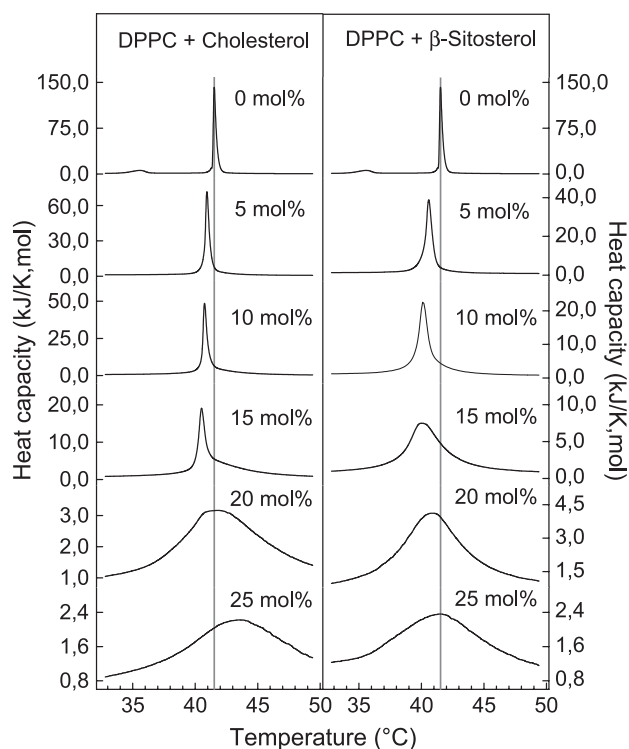 DPPC + Cholesterol
DPPC + β-Sitosterol
Heat capacity (kJ/K,mol)
150,0
75,0
0,0
0 mol%
60,0
30,0
0,0
5 mol%
50,0
25,0
0,0
10 mol%
20,0
10,0
0,0
15 mol%
3,0
2,0
1,0
20 mol%
2,4
1,6
0,8
25 mol%
35 40 45 50
0 mol%
150,0
75,0
0,0
5 mol%
40,0
20,0
0,0
10 mol%
20,0
10,0
0,0
15 mol%
10,0
5,0
0,0
20 mol%
4,5
3,0
1,5
25 mol%
2,4
1,6
0,8
35 40 45 50
Heat capacity (kJ/K,mol)
Temperature (°C)